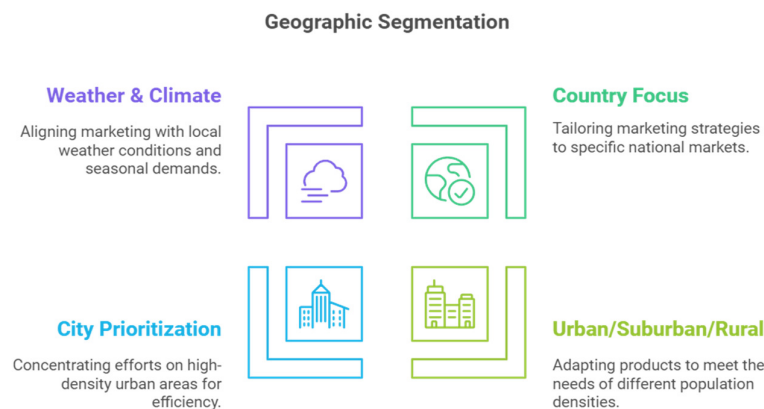 Geographic Segmentation
Weather & Climate
Aligning marketing with local
weather conditions and
seasonal demands.
Country Focus
Tailoring marketing strategies
to specific national markets.
City Prioritization
Concentrating efforts on high-
density urban areas for
efficiency.
Urban/Suburban/Rural
Adapting products to meet the
needs of different population
densities.